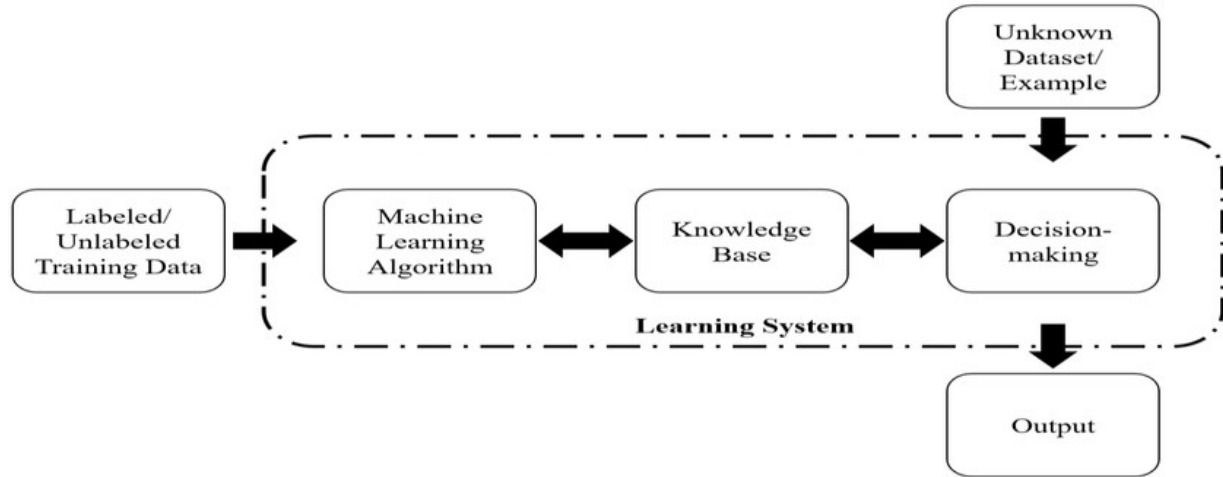 Unknown
Dataset/
Example
Labeled/
Unlabeled
Training Data
Machine
Learning
Algorithm
Knowledge
Base
Decision-
making
Learning System
Output